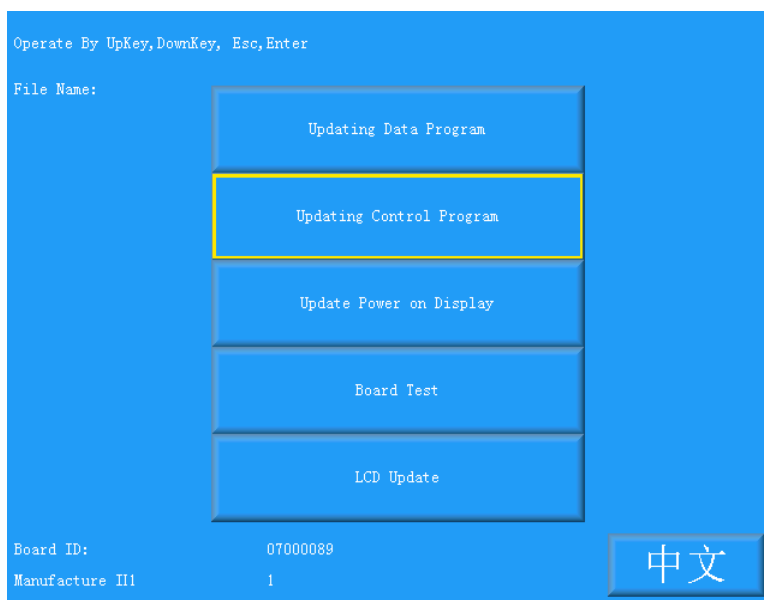 Operate By UpKey,DownKey, Esc,Enter
File Name:
Updating Data Program
Updating Control Program
Update Power on Display
Board Test
LCD Update
Board ID: 07000089
Manufacture II1 1
中文